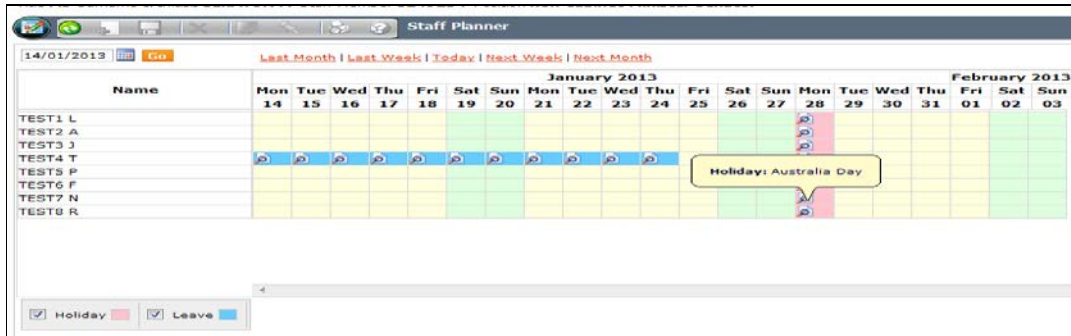 Staff Planner
14/01/2013 Go Last Month | Last Week | Today | Next Week | Next Month
January 2013 February 2013
Name Mon Tue Wed Thu Fri Sat Sun Mon Tue Wed Thu Fri Sat Sun Mon Tue Wed Thu Fri Sat Sun
14 15 16 17 18 19 20 21 22 23 24 25 26 27 28 29 30 31 01 02 03
TEST1 L
TEST2 A
TEST3 J
TEST4 T
TEST5 P
TEST6 F
Holiday: Australia Day
TEST7 N
TEST8 R
Holiday Leave